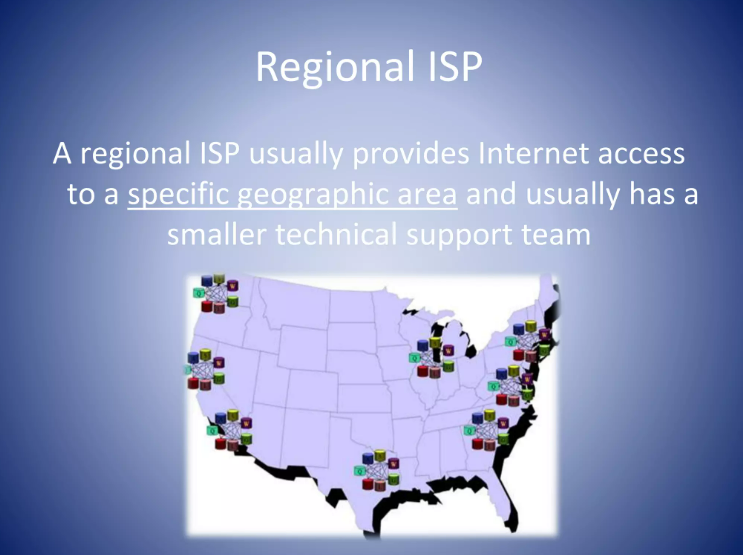 Regional ISP
A regional ISP usually provides Internet access
to a specific geographic area and usually has a
smaller technical support team